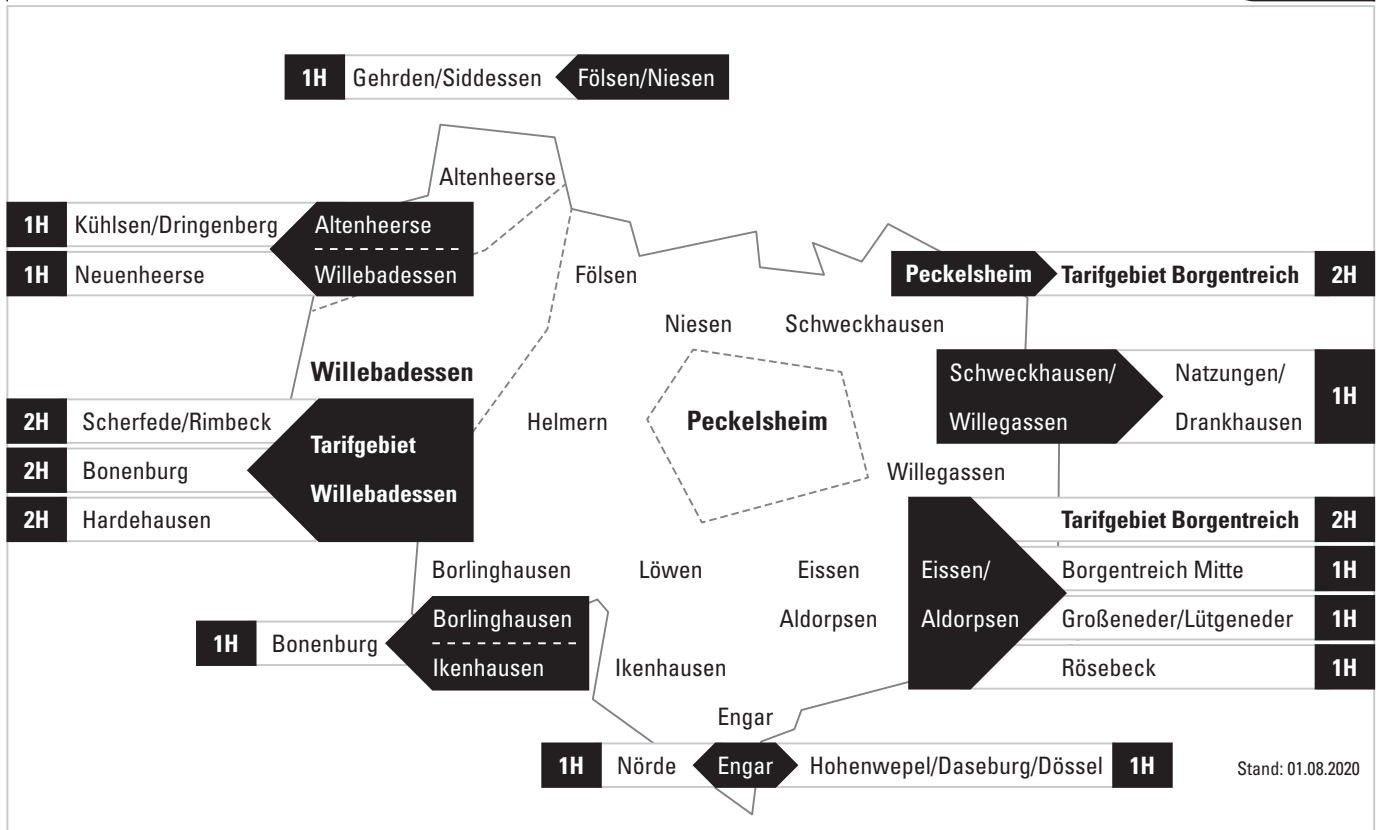 1H Gehrden/Siddessen Fölsen/Niesen
Altenheerse
1H Kühlsen/Dringenberg Altenheerse
1H Neuenheerse Willebadessen
Fölsen
Peckelsheim Tarifgebiet Borgentreich 2H
Niesen Schweckhausen
Willebadessen
Schweckhausen/ Natzungen/
1H
Willegassen Drankhausen
2H Scherfede/Rimbeck
Tarifgebiet
2H Bonenburg
Willebadessen
2H Hardehausen
Helmern Peckelsheim
Willegassen
Tarifgebiet Borgentreich 2H
Borlinghausen Löwen Eissen Eissen/ Borgentreich Mitte 1H
Aldorpsen Aldorpsen Großeneder/Lütgeneder 1H
Rösebeck 1H
Borlinghausen
1H Bonenburg
Ikenhausen
Ikenhausen
Engar
1H Nörde Engar Hohenwepel/Daseburg/Dössel 1H
Stand: 01.08.2020